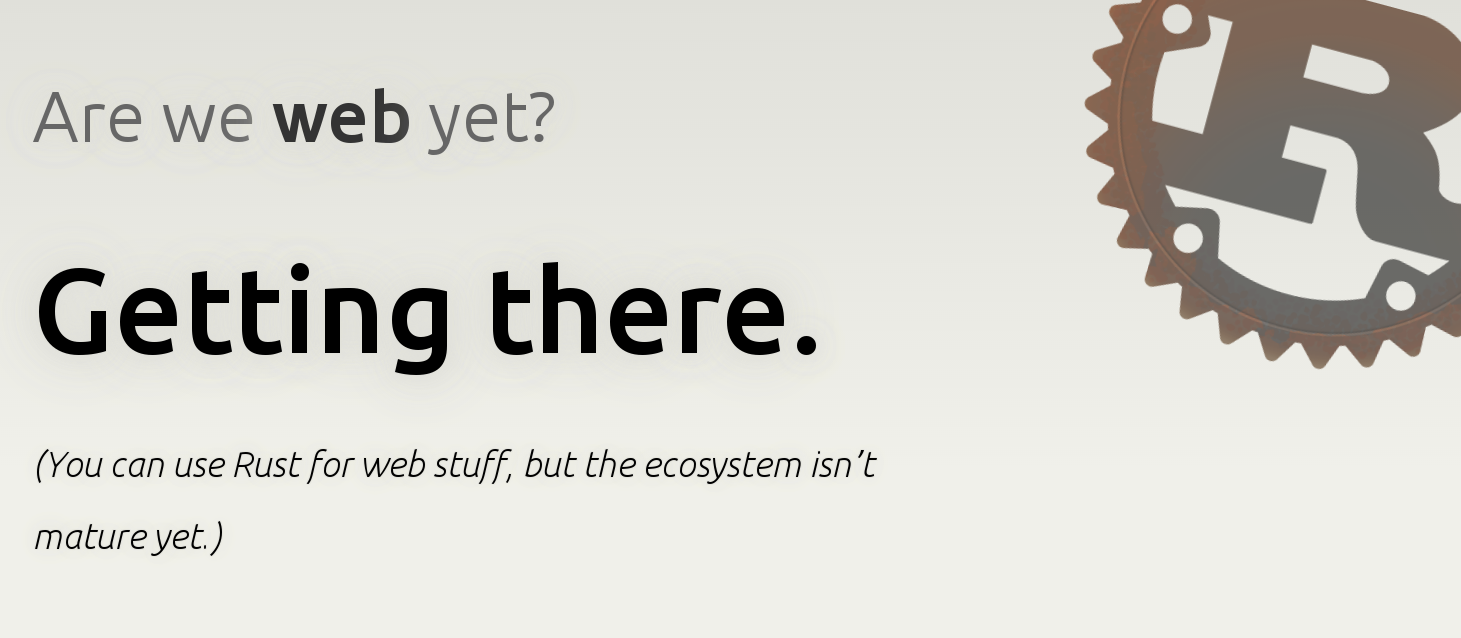 Are we web yet?
Getting there.
(You can use Rust for web stuff, but the ecosystem isn’t
mature yet.)
R